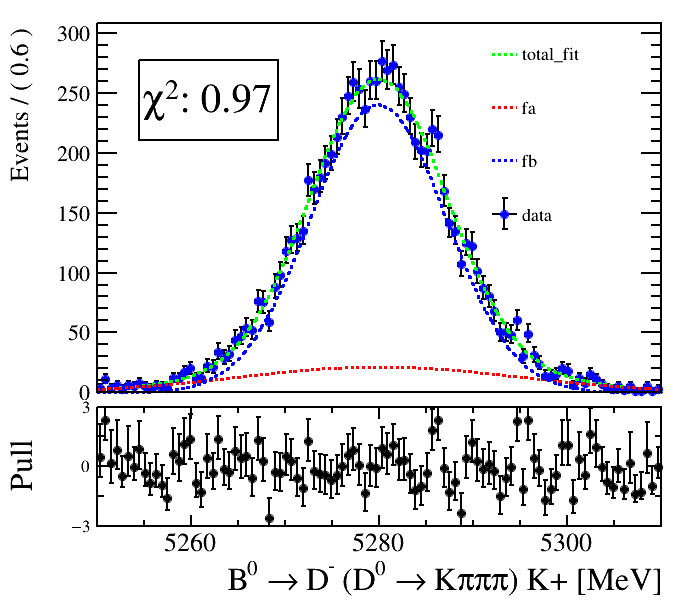 Events / ( 0.6 )
300
250
200
150
100
50
0
χ²: 0.97
total_fit
fa
fb
data
Pull
3
0
−3
5260 5280 5300
B⁰ → D⁻ (D⁰ → Kπππ) K+ [MeV]